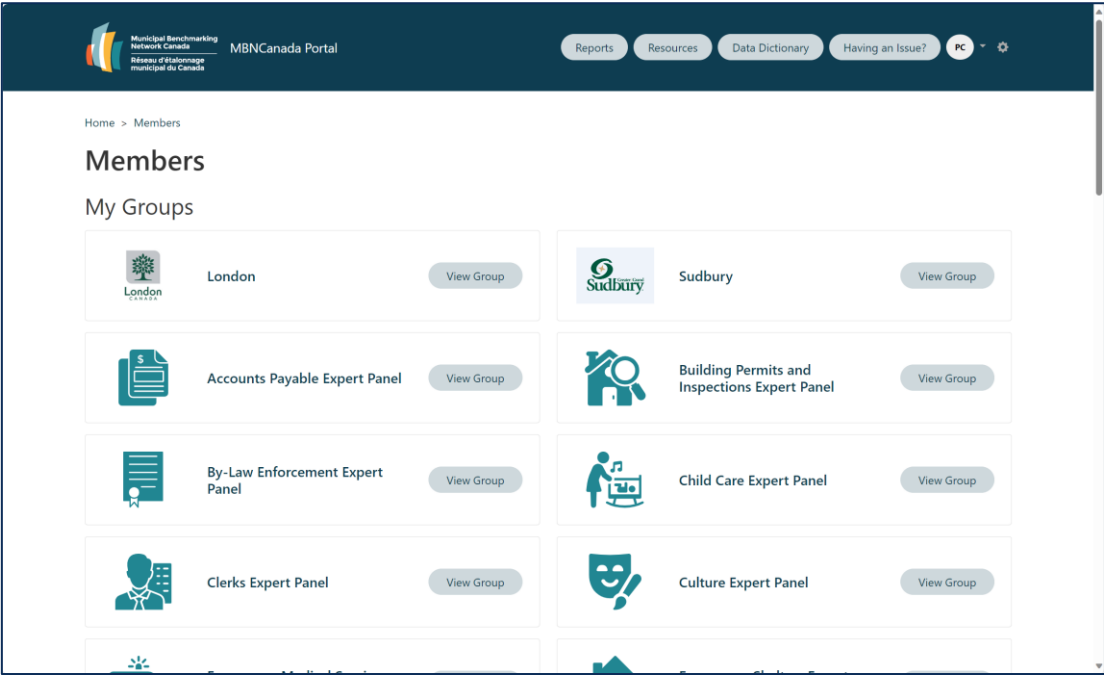 Municipal Benchmarking
Network Canada
Réseau d'étalonnage
municipal du Canada
MBNCanada Portal
Reports
Resources
Data Dictionary
Having an Issue?
PC
Home > Members
Members
My Groups
London
CANADA
London
View Group
Sudbury
Sudbury
View Group
$
Accounts Payable Expert Panel
View Group
Building Permits and
Inspections Expert Panel
View Group
By-Law Enforcement Expert
Panel
View Group
Child Care Expert Panel
View Group
Clerks Expert Panel
View Group
Culture Expert Panel
View Group